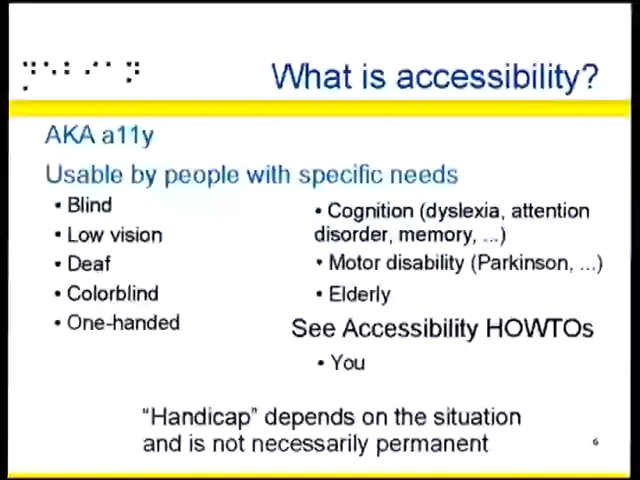 What is accessibility?
AKA a11y
Usable by people with specific needs
• Blind
• Low vision
• Deaf
• Colorblind
• One-handed
• Cognition (dyslexia, attention
disorder, memory, ...)
• Motor disability (Parkinson, ...)
• Elderly
See Accessibility HOWTOs
• You
“Handicap” depends on the situation
and is not necessarily permanent
6